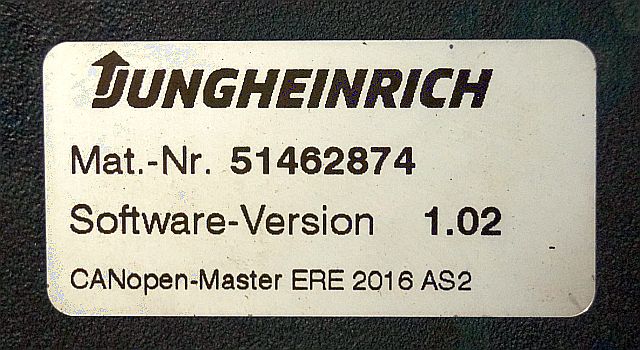 JUNGHEINRICH
Mat.-Nr. 51462874
Software-Version 1.02
CANopen-Master ERE 2016 AS2